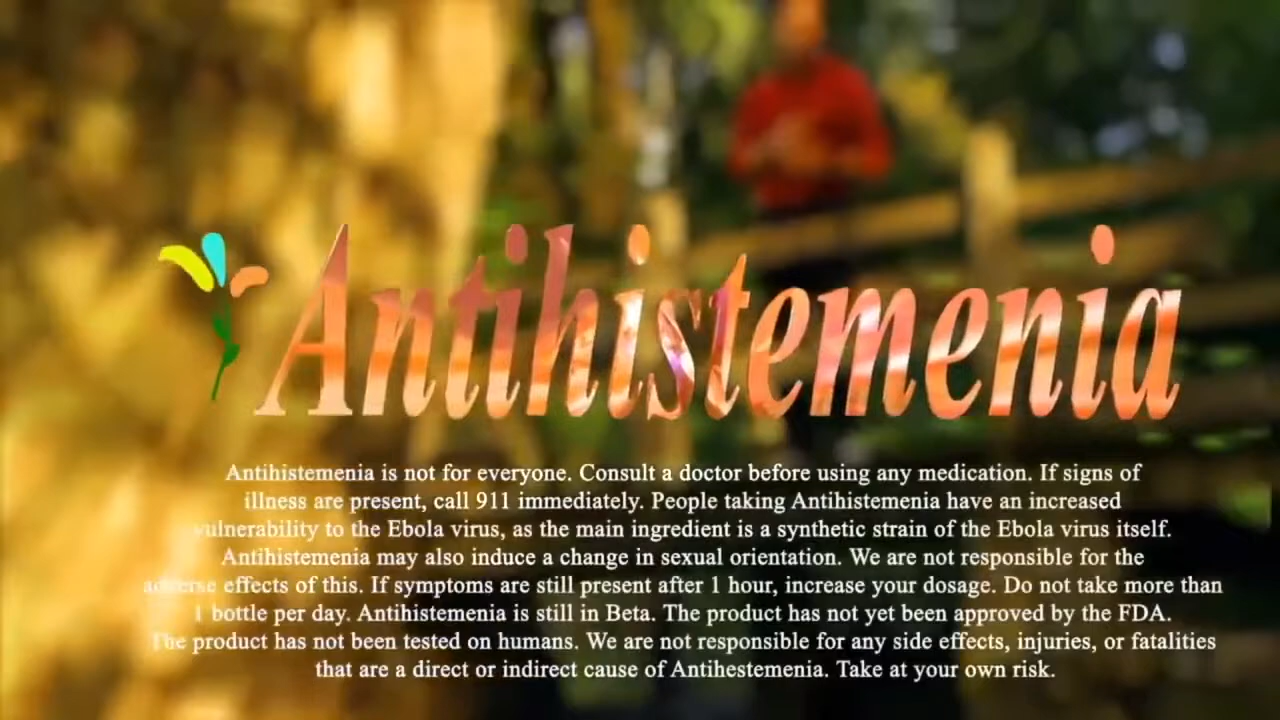 Antihistemenia
Antihistemenia is not for everyone. Consult a doctor before using any medication. If signs of
illness are present, call 911 immediately. People taking Antihistemenia have an increased
vulnerability to the Ebola virus, as the main ingredient is a synthetic strain of the Ebola virus itself.
Antihistemenia may also induce a change in sexual orientation. We are not responsible for the
adverse effects of this. If symptoms are still present after 1 hour, increase your dosage. Do not take more than
1 bottle per day. Antihistemenia is still in Beta. The product has not yet been approved by the FDA.
The product has not been tested on humans. We are not responsible for any side effects, injuries, or fatalities
that are a direct or indirect cause of Antihestemenia. Take at your own risk.